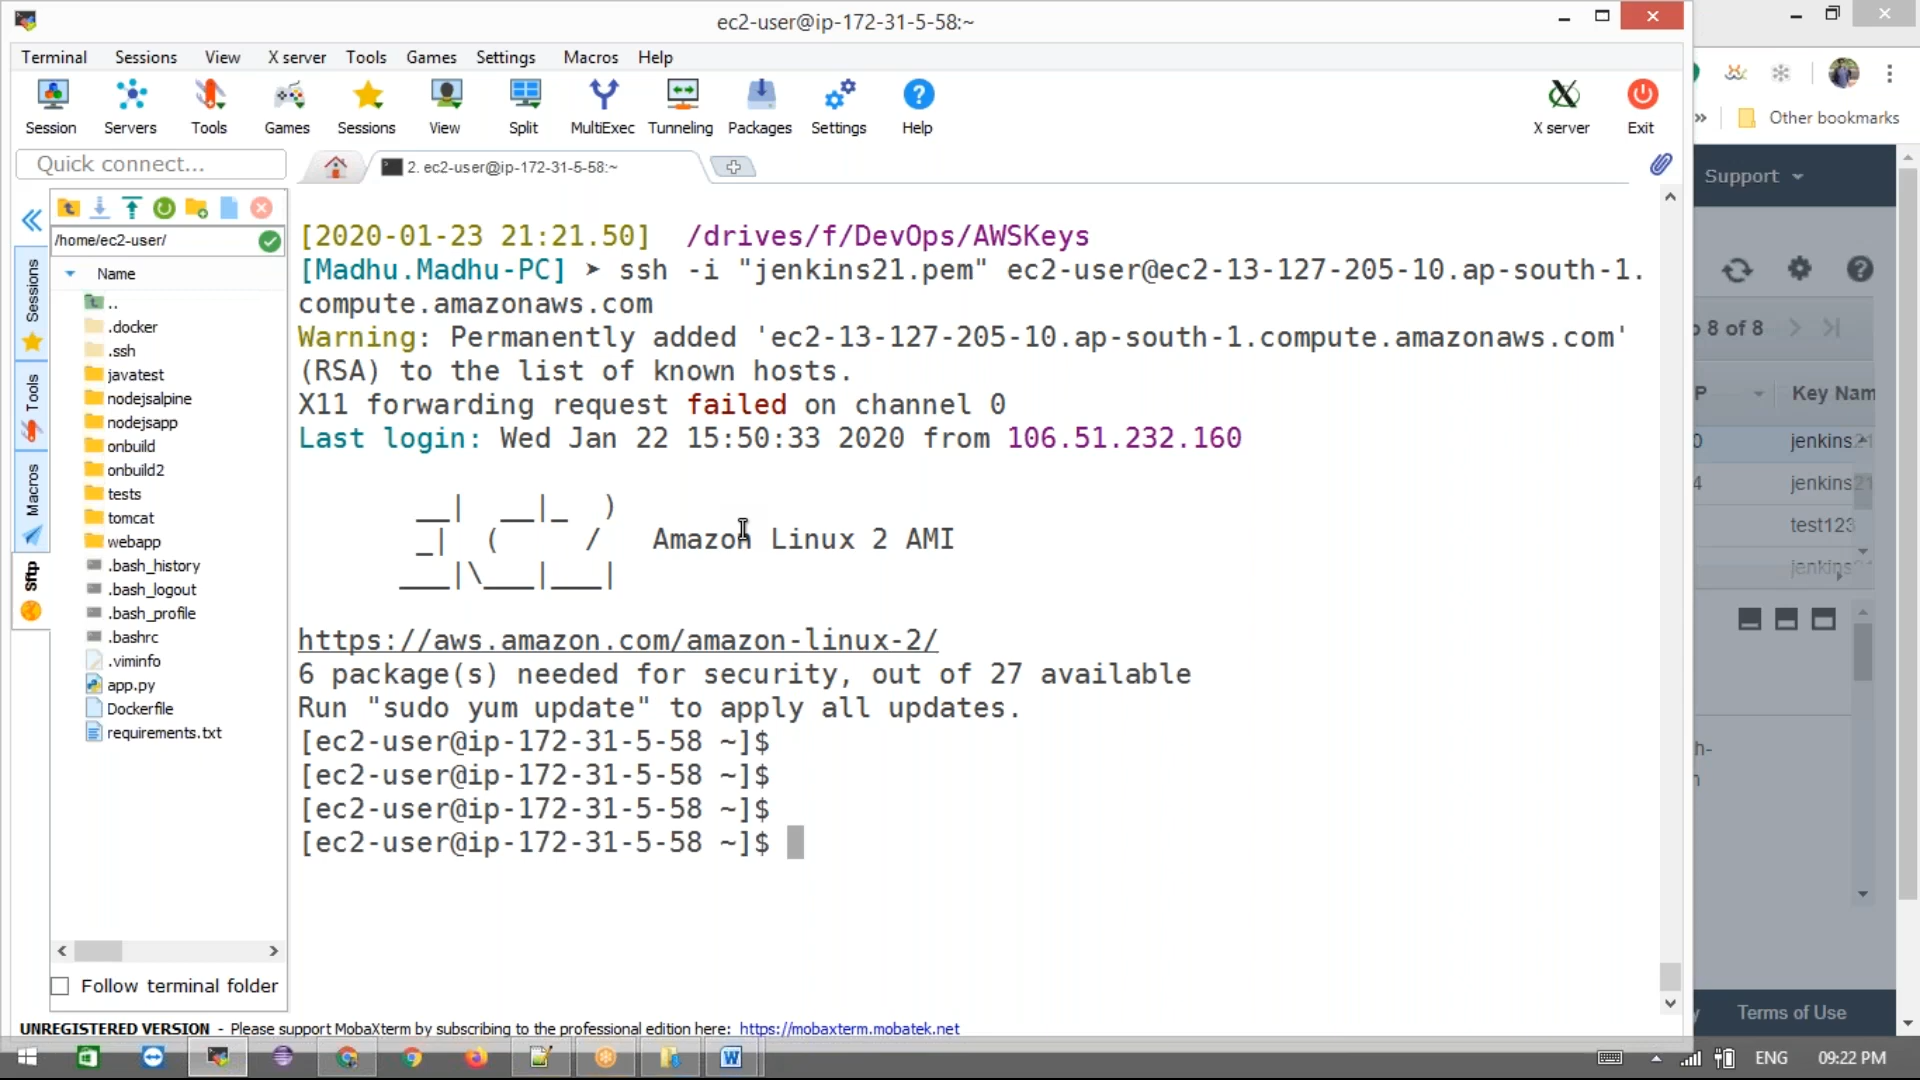 ec2-user@ip-172-31-5-58:~
Terminal Sessions View X server Tools Games Settings Macros Help
Session Servers Tools Games Sessions View Split MultiExec Tunneling Packages Settings Help X server Exit
Quick connect...
2. ec2-user@ip-172-31-5-58:~
» Other bookmarks
Support
/home/ec2-user/
Name
..
.docker
.ssh
javatest
nodejsalpine
nodejsapp
onbuild
onbuild2
tests
tomcat
webapp
.bash_history
.bash_logout
.bash_profile
.bashrc
.viminfo
app.py
Dockerfile
requirements.txt
Follow terminal folder
Sessions
Tools
Macros
Sftp
[2020-01-23 21:21.50] /drives/f/DevOps/AWSKeys
[Madhu.Madhu-PC] ➤ ssh -i "jenkins21.pem" ec2-user@ec2-13-127-205-10.ap-south-1.
compute.amazonaws.com
Warning: Permanently added 'ec2-13-127-205-10.ap-south-1.compute.amazonaws.com'
(RSA) to the list of known hosts.
X11 forwarding request failed on channel 0
Last login: Wed Jan 22 15:50:33 2020 from 106.51.232.160
__|  __|_  )
_|  (     /   Amazon Linux 2 AMI
___|\___|___|
https://aws.amazon.com/amazon-linux-2/
6 package(s) needed for security, out of 27 available
Run "sudo yum update" to apply all updates.
[ec2-user@ip-172-31-5-58 ~]$
[ec2-user@ip-172-31-5-58 ~]$
[ec2-user@ip-172-31-5-58 ~]$
[ec2-user@ip-172-31-5-58 ~]$
8 of 8
P Key Nam
0 jenkins21
4 jenkins21
test123
jenkins
h-
Terms of Use
UNREGISTERED VERSION - Please support MobaXterm by subscribing to the professional edition here: https://mobaxterm.mobatek.net
ENG 09:22 PM